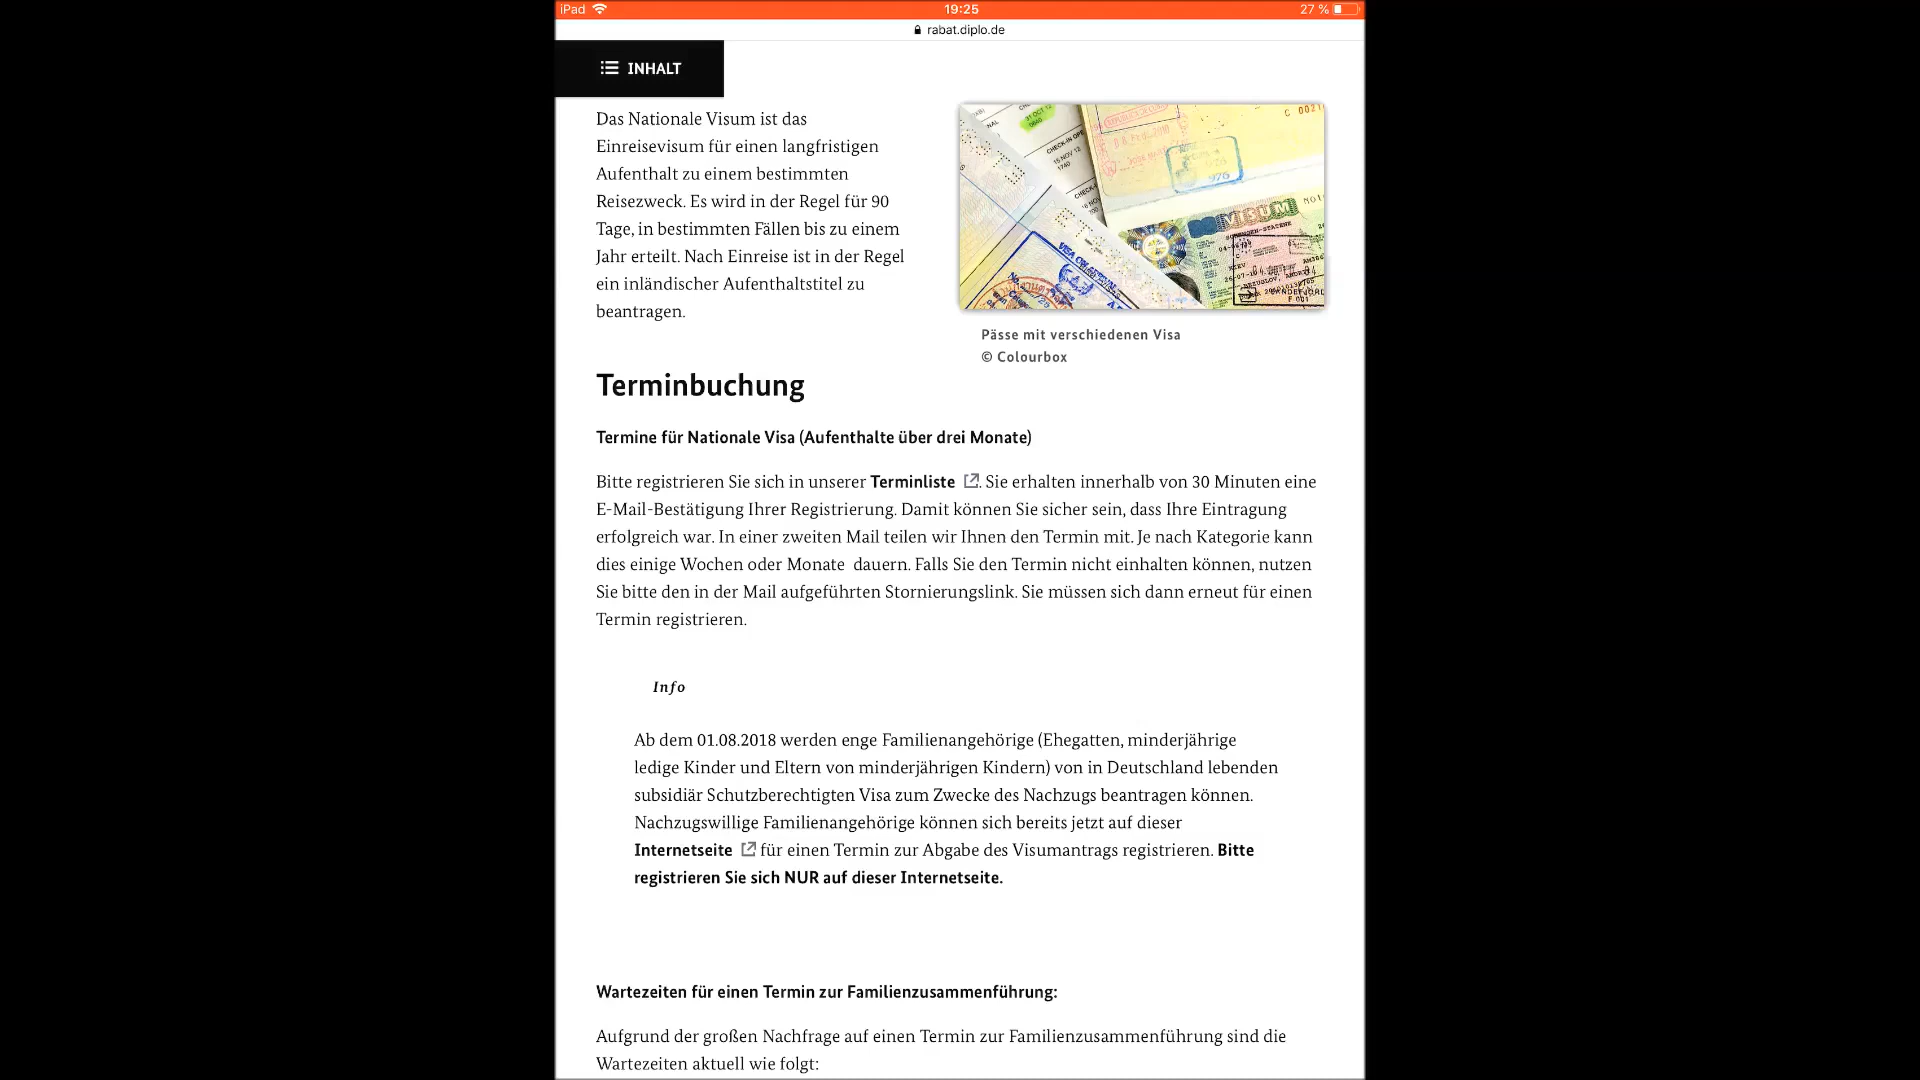 iPad
19:25
27 %
rabat.diplo.de
INHALT
Das Nationale Visum ist das
Einreisevisum für einen langfristigen
Aufenthalt zu einem bestimmten
Reisezweck. Es wird in der Regel für 90
Tage, in bestimmten Fällen bis zu einem
Jahr erteilt. Nach Einreise ist in der Regel
ein inländischer Aufenthaltstitel zu
beantragen.
C 0021
CHECK-IN OPE
15 NOV 12
1740
976
VISUM
Pässe mit verschiedenen Visa
© Colourbox
Terminbuchung
Termine für Nationale Visa (Aufenthalte über drei Monate)
Bitte registrieren Sie sich in unserer Terminliste . Sie erhalten innerhalb von 30 Minuten eine
E-Mail-Bestätigung Ihrer Registrierung. Damit können Sie sicher sein, dass Ihre Eintragung
erfolgreich war. In einer zweiten Mail teilen wir Ihnen den Termin mit. Je nach Kategorie kann
dies einige Wochen oder Monate dauern. Falls Sie den Termin nicht einhalten können, nutzen
Sie bitte den in der Mail aufgeführten Stornierungslink. Sie müssen sich dann erneut für einen
Termin registrieren.
Info
Ab dem 01.08.2018 werden enge Familienangehörige (Ehegatten, minderjährige
ledige Kinder und Eltern von minderjährigen Kindern) von in Deutschland lebenden
subsidiär Schutzberechtigten Visa zum Zwecke des Nachzugs beantragen können.
Nachzugswillige Familienangehörige können sich bereits jetzt auf dieser
Internetseite für einen Termin zur Abgabe des Visumantrags registrieren. Bitte
registrieren Sie sich NUR auf dieser Internetseite.
Wartezeiten für einen Termin zur Familienzusammenführung:
Aufgrund der großen Nachfrage auf einen Termin zur Familienzusammenführung sind die
Wartezeiten aktuell wie folgt: